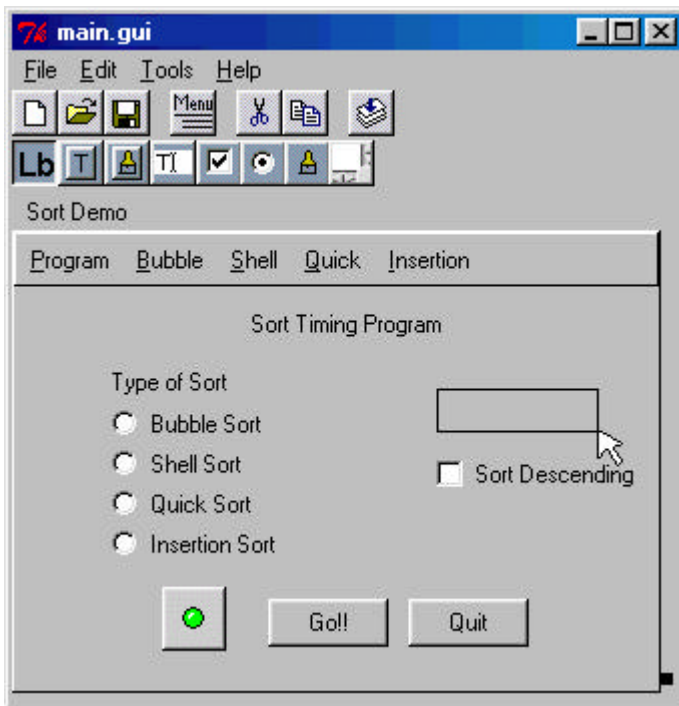 main.gui
File Edit Tools Help
Menu
Lb T T
Sort Demo
Program Bubble Shell Quick Insertion
Sort Timing Program
Type of Sort
Bubble Sort
Shell Sort
Sort Descending
Quick Sort
Insertion Sort
Go!! Quit